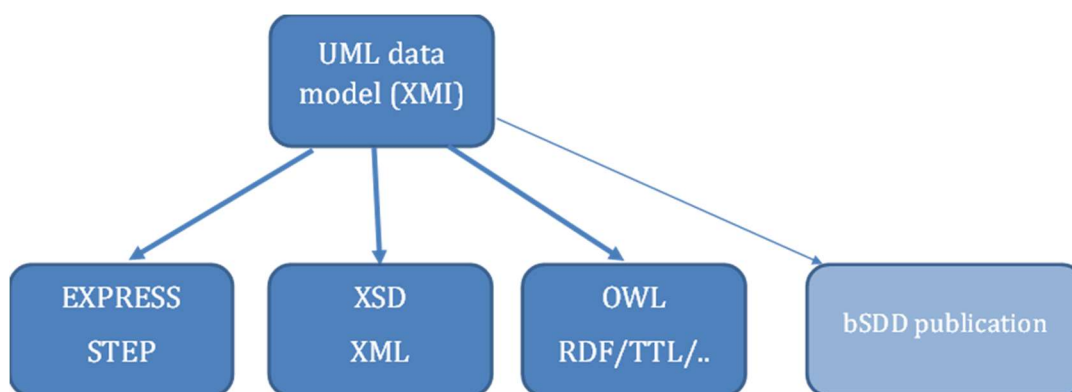 UML data
model (XMI)
EXPRESS
STEP
XSD
XML
OWL
RDF/TTL/..
bSDD publication